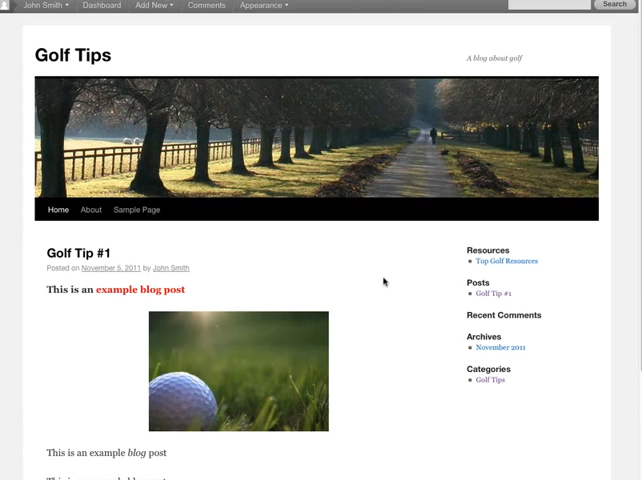 John Smith Dashboard Add New Comments Appearance Search
Golf Tips
A blog about golf
Home About Sample Page
Golf Tip #1
Posted on November 5, 2011 by John Smith
This is an example blog post
This is an example blog post
Resources
Top Golf Resources
Posts
Golf Tip #1
Recent Comments
Archives
November 2011
Categories
Golf Tips